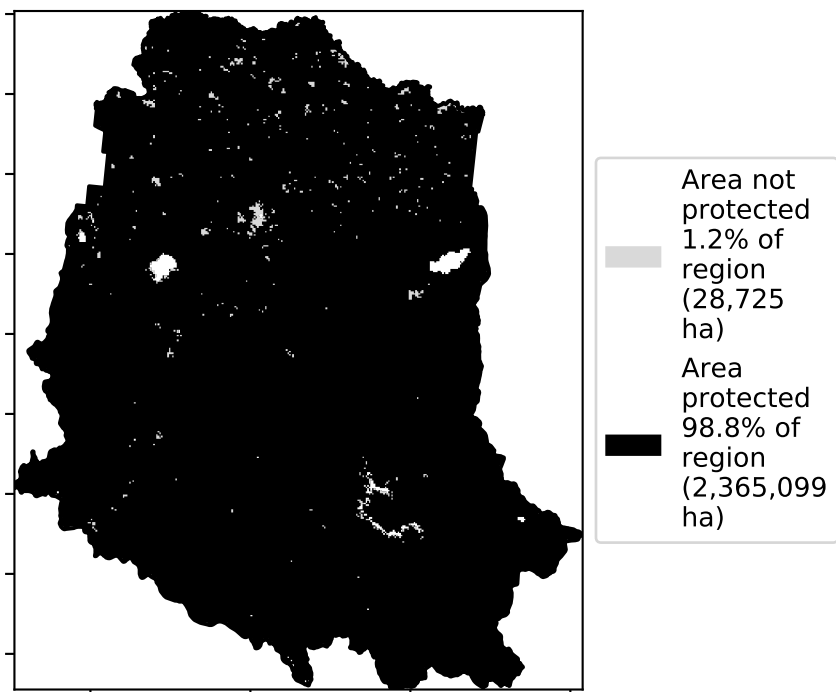 Area not
protected
1.2% of
region
(28,725
ha)
Area
protected
98.8% of
region
(2,365,099
ha)